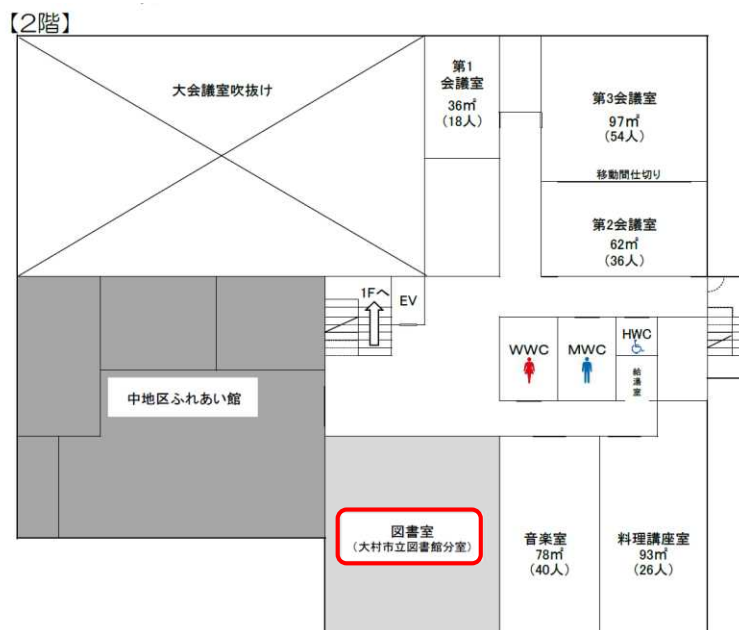 【2階】
大会議室吹抜け
第1
会議室
36㎡
(18人)
第3会議室
97㎡
(54人)
移動間仕切り
第2会議室
62㎡
(36人)
1Fへ
EV
WWC
MWC
HWC
給湯室
中地区ふれあい館
図書室
(大村市立図書館分室)
音楽室
78㎡
(40人)
料理講座室
93㎡
(26人)